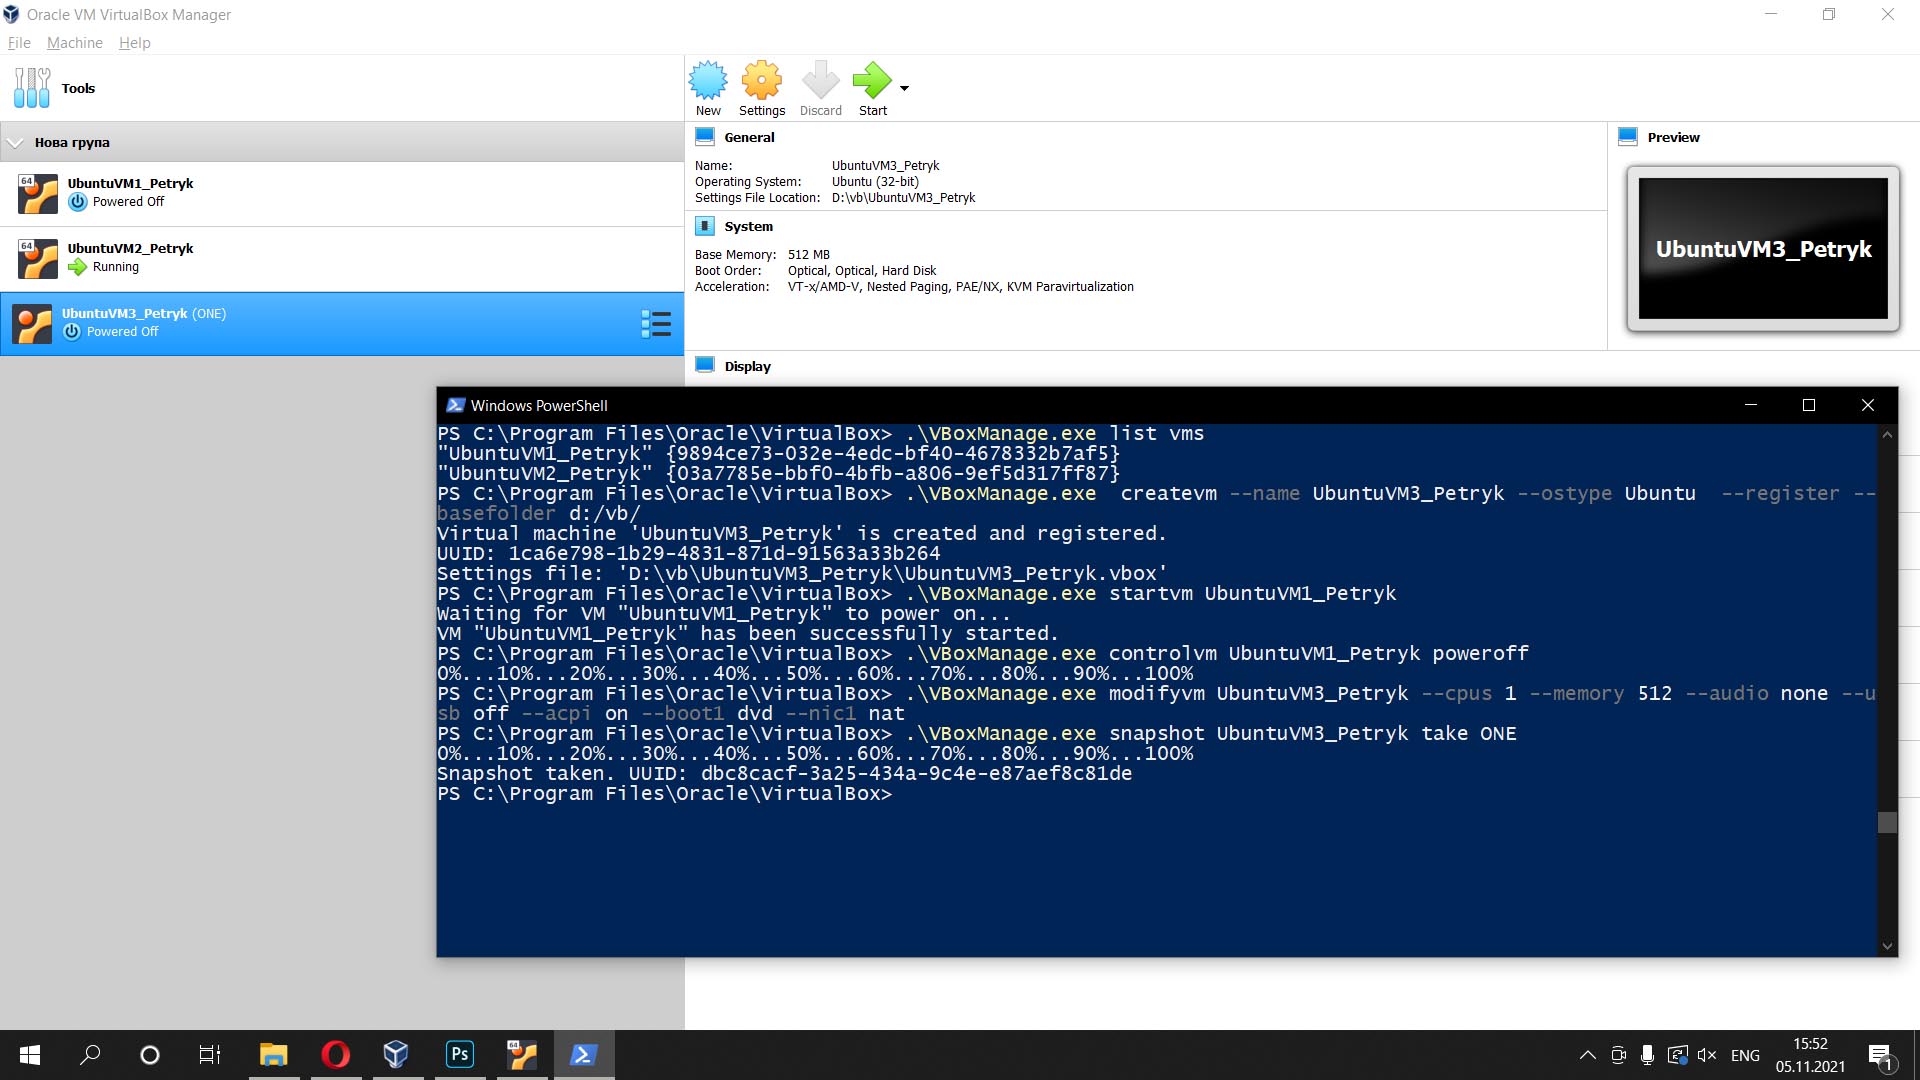 Oracle VM VirtualBox Manager
File Machine Help
Tools
New Settings Discard Start
Нова група
64
UbuntuVM1_Petryk
Powered Off
64
UbuntuVM2_Petryk
Running
UbuntuVM3_Petryk (ONE)
Powered Off
General
Name: UbuntuVM3_Petryk
Operating System: Ubuntu (32-bit)
Settings File Location: D:\vb\UbuntuVM3_Petryk
System
Base Memory: 512 MB
Boot Order: Optical, Optical, Hard Disk
Acceleration: VT-x/AMD-V, Nested Paging, PAE/NX, KVM Paravirtualization
Preview
UbuntuVM3_Petryk
Display
Windows PowerShell
PS C:\Program Files\Oracle\VirtualBox> .\VBoxManage.exe list vms
"UbuntuVM1_Petryk" {9894ce73-032e-4edc-bf40-4678332b7af5}
"UbuntuVM2_Petryk" {03a7785e-bbf0-4bfb-a806-9ef5d317ff87}
PS C:\Program Files\Oracle\VirtualBox> .\VBoxManage.exe  createvm --name UbuntuVM3_Petryk --ostype Ubuntu  --register --
basefolder d:/vb/
Virtual machine 'UbuntuVM3_Petryk' is created and registered.
UUID: 1ca6e798-1b29-4831-871d-91563a33b264
Settings file: 'D:\vb\UbuntuVM3_Petryk\UbuntuVM3_Petryk.vbox'
PS C:\Program Files\Oracle\VirtualBox> .\VBoxManage.exe startvm UbuntuVM1_Petryk
Waiting for VM "UbuntuVM1_Petryk" to power on...
VM "UbuntuVM1_Petryk" has been successfully started.
PS C:\Program Files\Oracle\VirtualBox> .\VBoxManage.exe controlvm UbuntuVM1_Petryk poweroff
0%...10%...20%...30%...40%...50%...60%...70%...80%...90%...100%
PS C:\Program Files\Oracle\VirtualBox> .\VBoxManage.exe modifyvm UbuntuVM3_Petryk --cpus 1 --memory 512 --audio none --u
sb off --acpi on --boot1 dvd --nic1 nat
PS C:\Program Files\Oracle\VirtualBox> .\VBoxManage.exe snapshot UbuntuVM3_Petryk take ONE
0%...10%...20%...30%...40%...50%...60%...70%...80%...90%...100%
Snapshot taken. UUID: dbc8cacf-3a25-434a-9c4e-e87aef8c81de
PS C:\Program Files\Oracle\VirtualBox>
Ps
64
ENG
15:52
05.11.2021
1